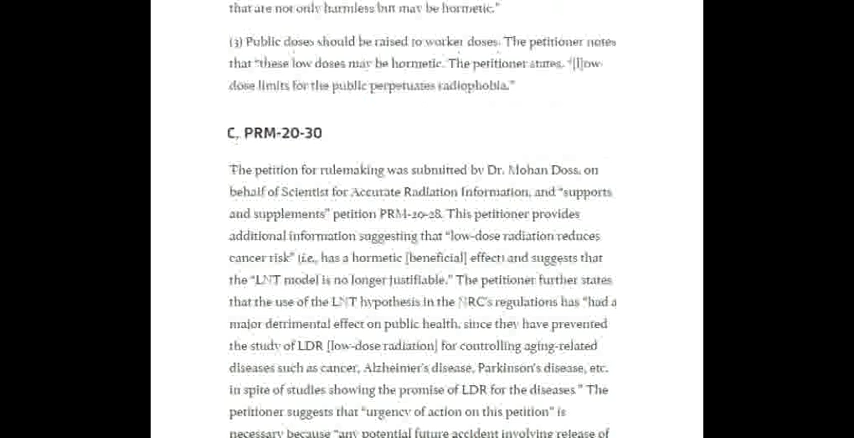 that are not only harmless but may be hormetic."
(3) Public doses should be raised to worker doses. The petitioner notes
that "these low doses may be hormetic. The petitioner states, "[l]ow-
dose limits for the public perpetuates radiophobia."
C. PRM-20-30
The petition for rulemaking was submitted by Dr. Mohan Doss, on
behalf of Scientist for Accurate Radiation Information, and "supports
and supplements" petition PRM-20-28. This petitioner provides
additional information suggesting that "low-dose radiation reduces
cancer risk" (i.e., has a hormetic [beneficial] effect) and suggests that
the "LNT model is no longer justifiable." The petitioner further states
that the use of the LNT hypothesis in the NRC's regulations has "had a
major detrimental effect on public health, since they have prevented
the study of LDR [low-dose radiation] for controlling aging-related
diseases such as cancer, Alzheimer's disease, Parkinson's disease, etc.
in spite of studies showing the promise of LDR for the diseases." The
petitioner suggests that "urgency of action on this petition" is
necessary because "any potential future accident involving release of